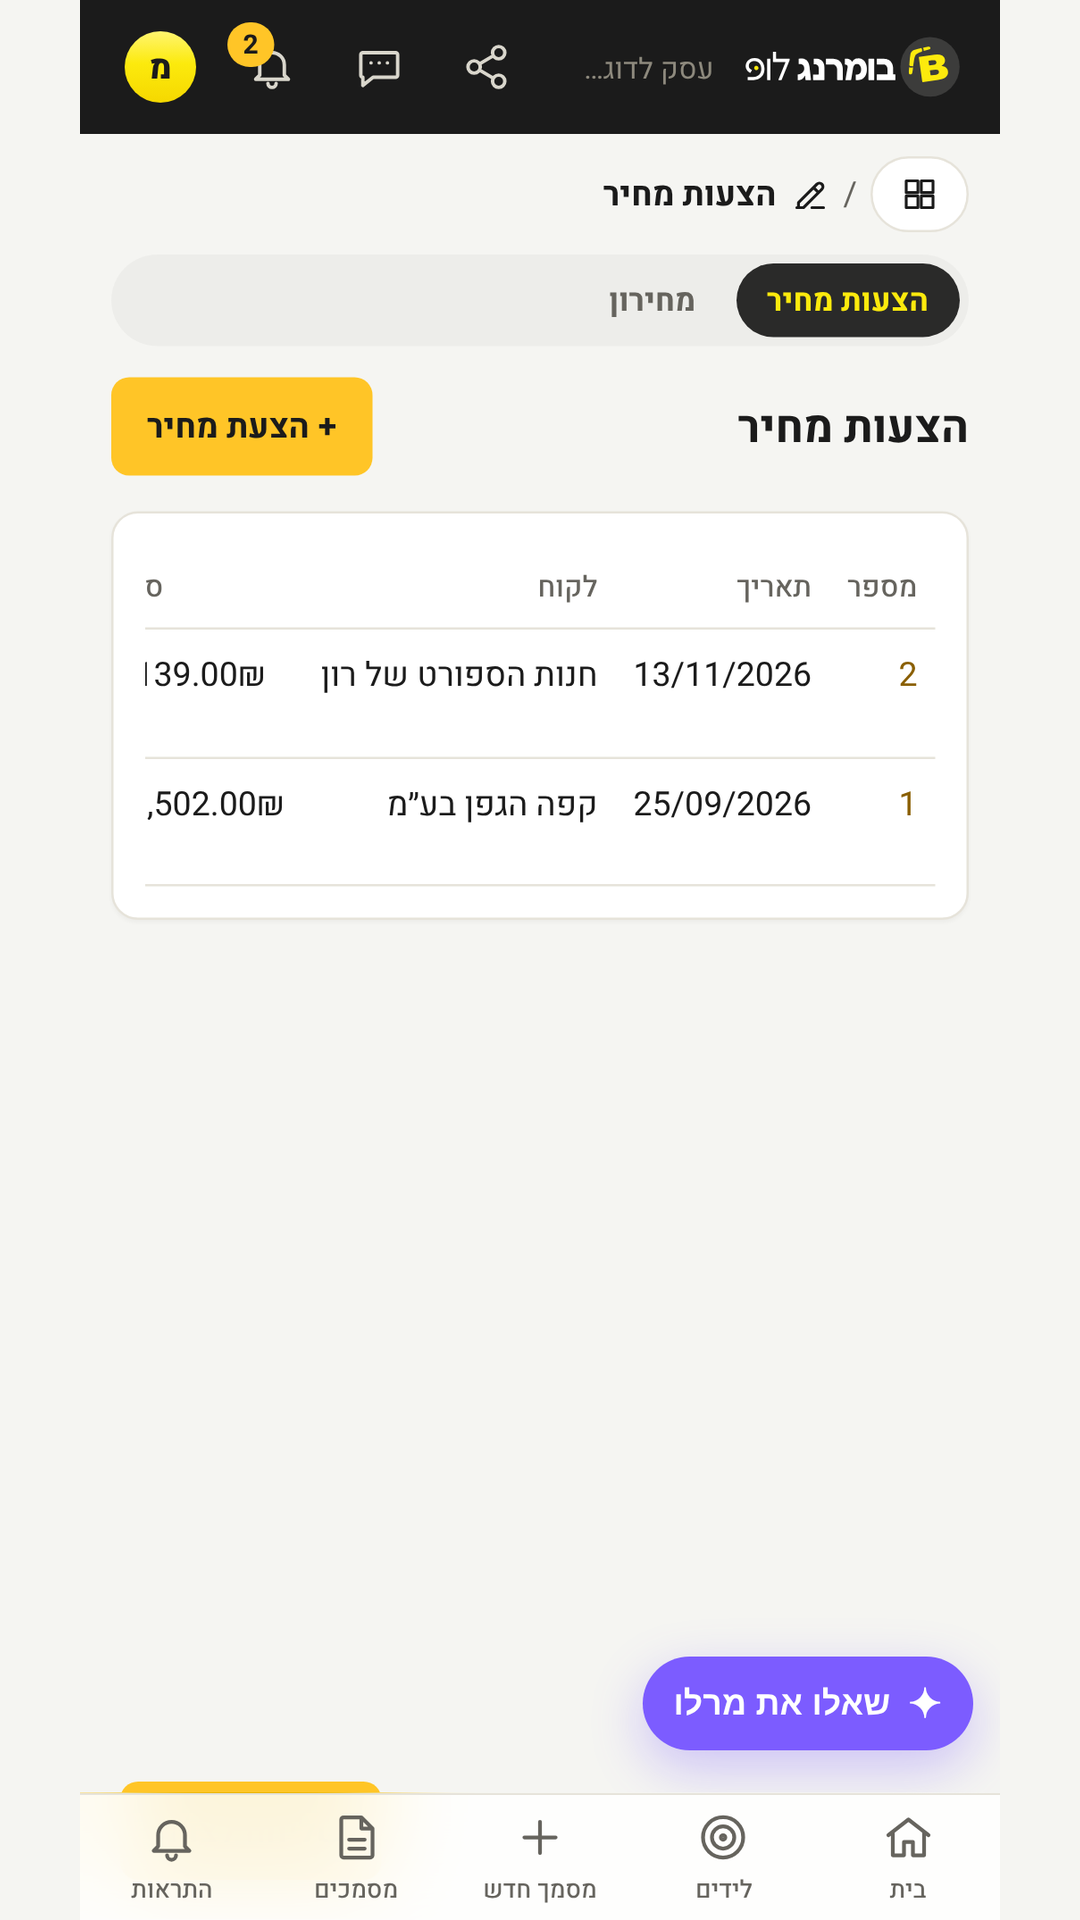 בומרנג לופ
עסק לדוג...
2
מ
/ הצעות מחיר
הצעות מחיר
מחירון
הצעות מחיר
+ הצעת מחיר
מספר תאריך לקוח ס
2 13/11/2026 חנות הספורט של רון 139.00₪
1 25/09/2026 קפה הגפן בע״מ ,502.00₪
שאלו את מרלו
בית
לידים
מסמך חדש
מסמכים
התראות